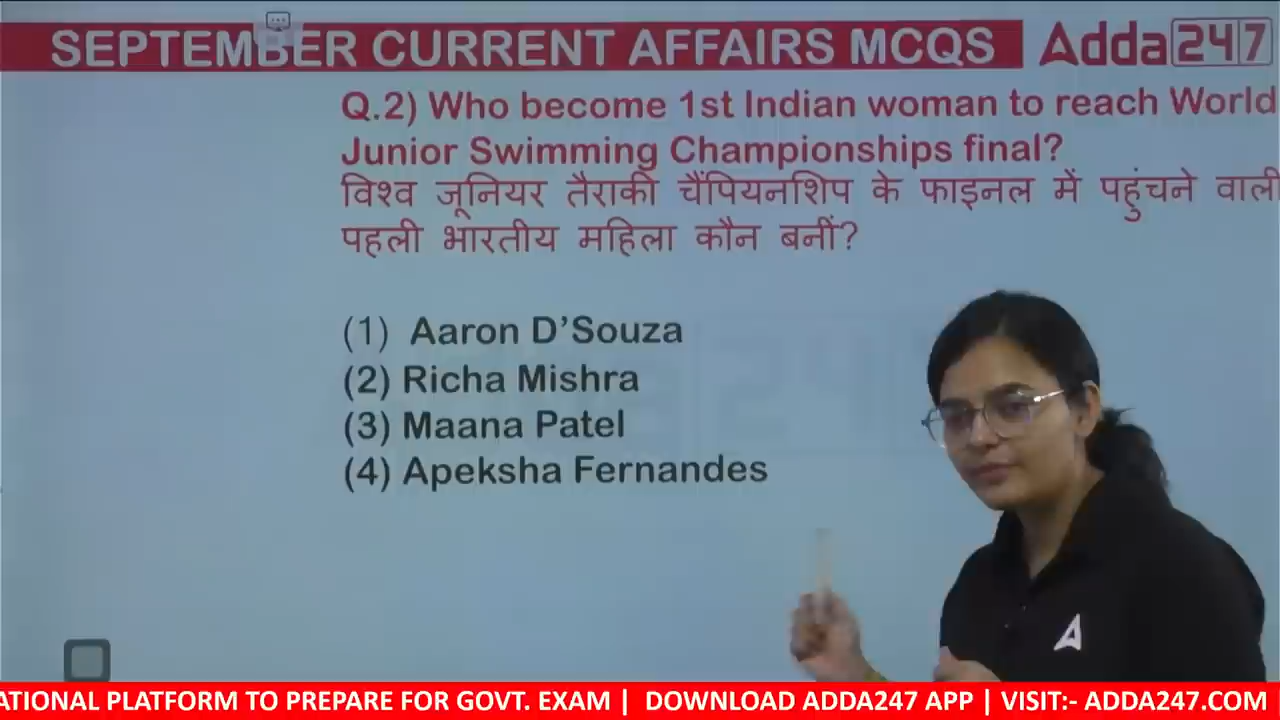 SEPTEMBER CURRENT AFFAIRS MCQS
Adda247
Q.2) Who become 1st Indian woman to reach World
Junior Swimming Championships final?
विश्व जूनियर तैराकी चैंपियनशिप के फाइनल में पहुंचने वाली
पहली भारतीय महिला कौन बनीं?
(1) Aaron D’Souza
(2) Richa Mishra
(3) Maana Patel
(4) Apeksha Fernandes
ATIONAL PLATFORM TO PREPARE FOR GOVT. EXAM | DOWNLOAD ADDA247 APP | VISIT:- ADDA247.COM